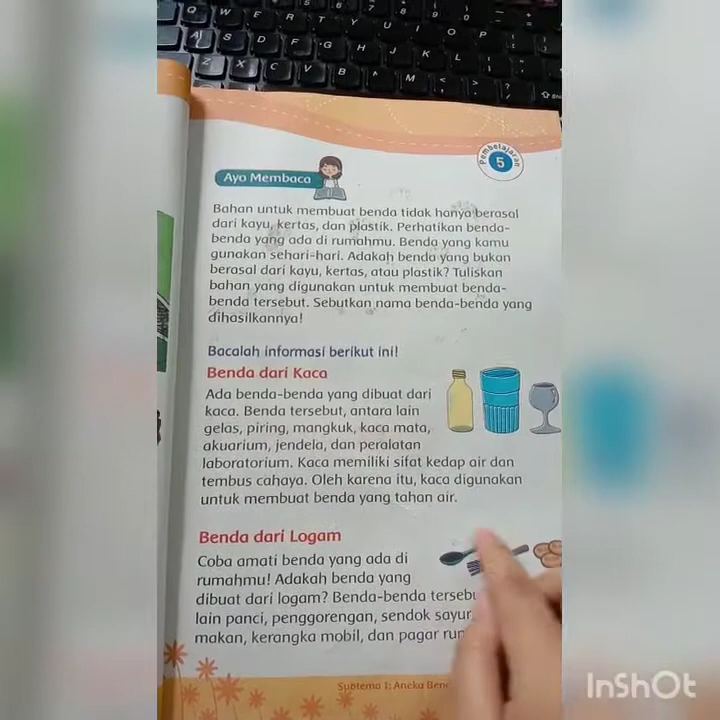 Pembelajaran
5
Ayo Membaca
Bahan untuk membuat benda tidak hanya berasal
dari kayu, kertas, dan plastik. Perhatikan benda-
benda yang ada di rumahmu. Benda yang kamu
gunakan sehari-hari. Adakah benda yang bukan
berasal dari kayu, kertas, atau plastik? Tuliskan
bahan yang digunakan untuk membuat benda-
benda tersebut. Sebutkan nama benda-benda yang
dihasilkannya!
Bacalah informasi berikut ini!
Benda dari Kaca
Ada benda-benda yang dibuat dari
kaca. Benda tersebut, antara lain
gelas, piring, mangkuk, kaca mata,
akuarium, jendela, dan peralatan
laboratorium. Kaca memiliki sifat kedap air dan
tembus cahaya. Oleh karena itu, kaca digunakan
untuk membuat benda yang tahan air.
Benda dari Logam
Coba amati benda yang ada di
rumahmu! Adakah benda yang
dibuat dari logam? Benda-benda tersebu
lain panci, penggorengan, sendok sayur,
makan, kerangka mobil, dan pagar rum
Subtema 1: Aneka Ben
InShOt